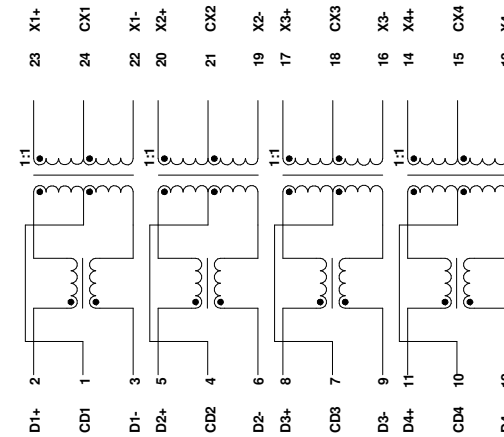 X1+ CX1 X1- X2+ CX2 X2- X3+ CX3 X3- X4+ CX4
23 24 22 20 21 19 17 18 16 14 15
1:1 1:1 1:1 1:1
2 1 3 5 4 6 8 7 9 11 10
D1+ CD1 D1- D2+ CD2 D2- D3+ CD3 D3- D4+ CD4